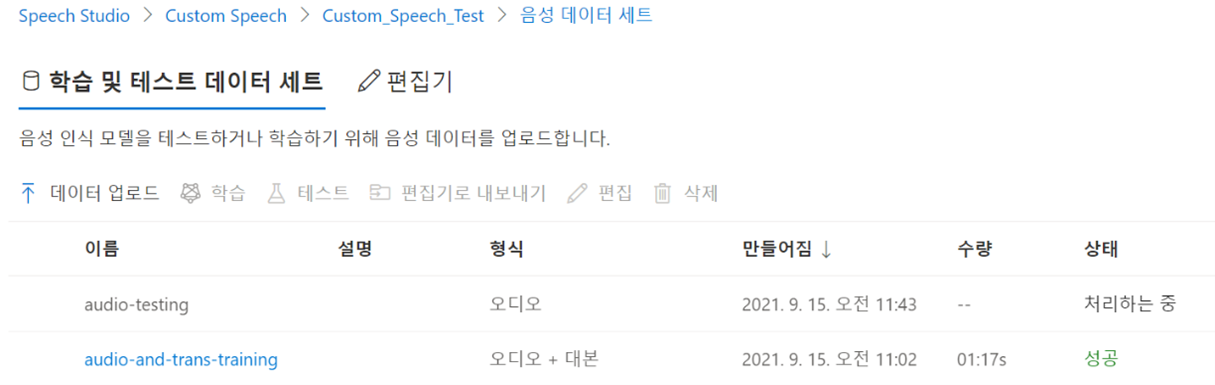 Speech Studio > Custom Speech > Custom_Speech_Test > 음성 데이터 세트
학습 및 테스트 데이터 세트 편집기
음성 인식 모델을 테스트하거나 학습하기 위해 음성 데이터를 업로드합니다.
데이터 업로드 학습 테스트 편집기로 내보내기 편집 삭제
이름 설명 형식 만들어짐 ↓ 수량 상태
audio-testing 오디오 2021. 9. 15. 오전 11:43 -- 처리하는 중
audio-and-trans-training 오디오 + 대본 2021. 9. 15. 오전 11:02 01:17s 성공